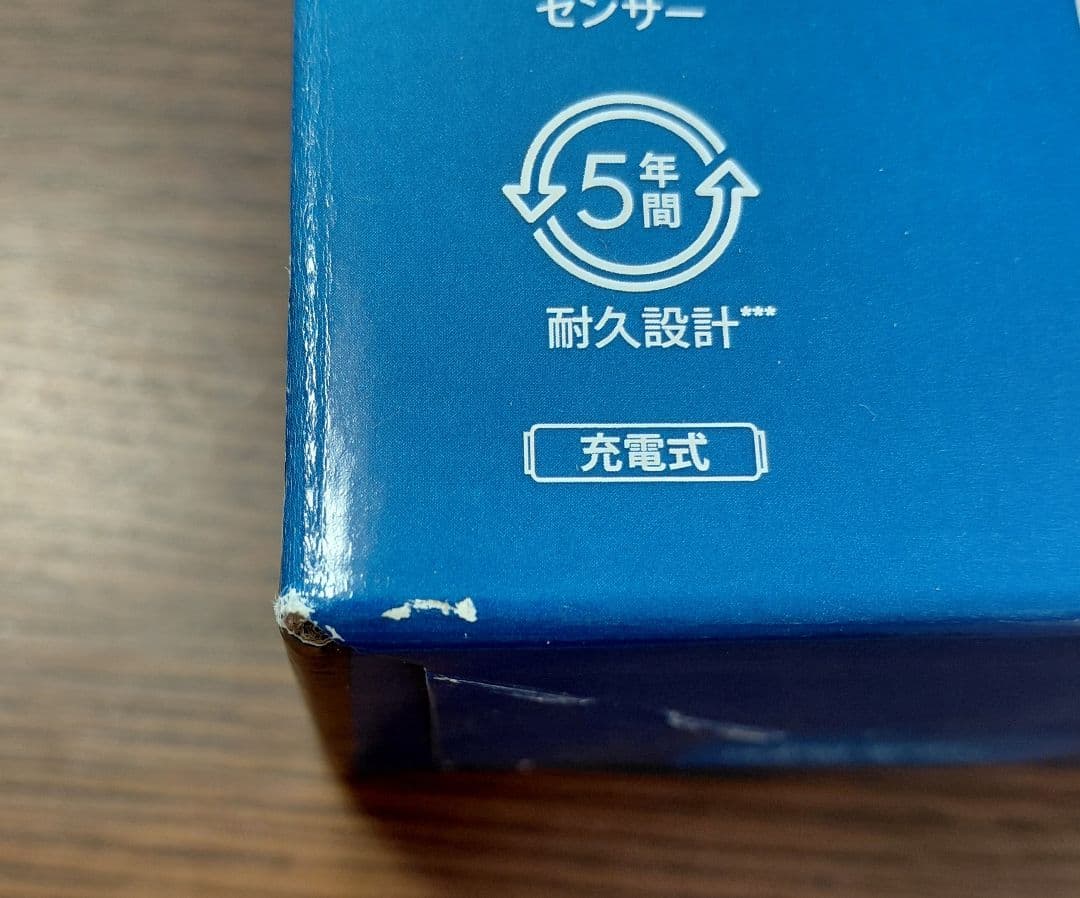 センサー
5年間
耐久設計***
充電式